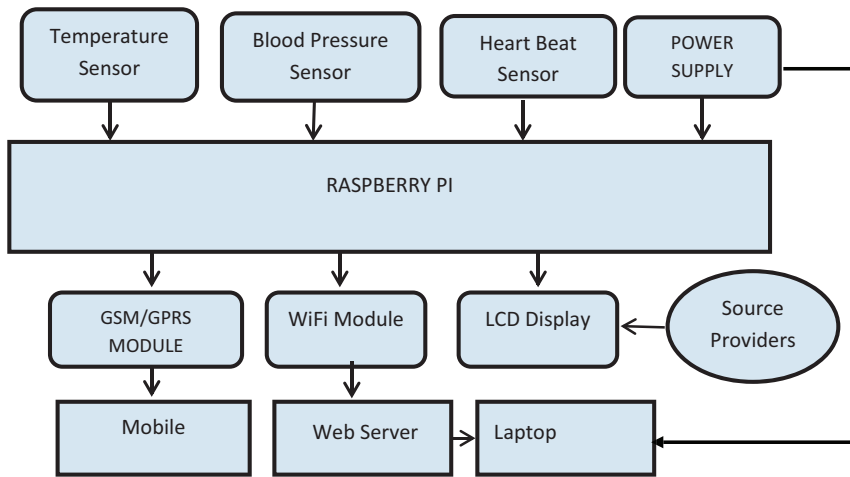 Temperature
Sensor
Blood Pressure
Sensor
Heart Beat
Sensor
POWER
SUPPLY
RASPBERRY PI
GSM/GPRS
MODULE
WiFi Module
LCD Display
Source
Providers
Mobile
Web Server
Laptop